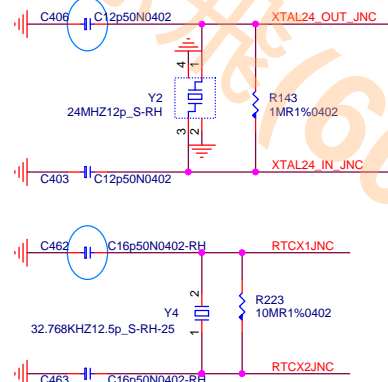 C406 C12p50N0402 XTAL24_OUT_JNC
4 1
Y2 R143
24MHZ12p_S-RH 1MR1%0402
3 2
C403 C12p50N0402 XTAL24_IN_JNC
C462 C16p50N0402-RH RTCX1JNC
2
R223
Y4 10MR1%0402
32.768KHZ12.5p_S-RH-25
1
C463 C16p50N0402-RH RTCX2JNC